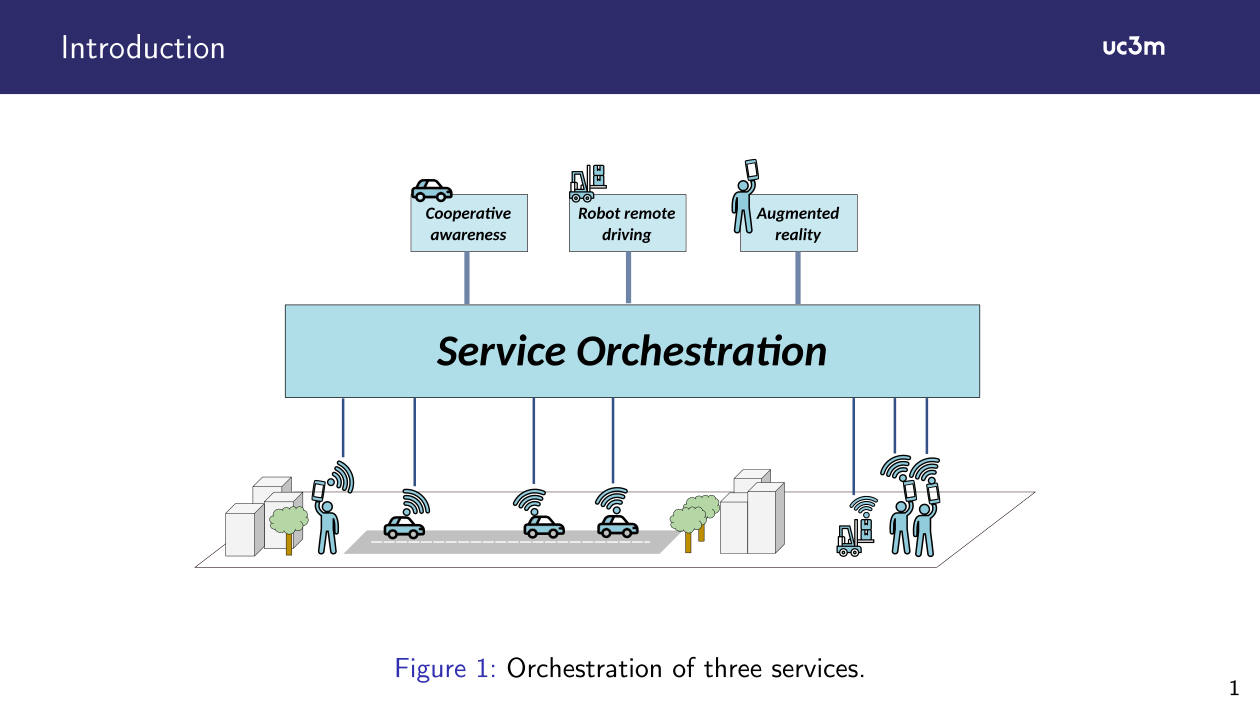 Introduction
uc3m
Cooperative
awareness
Robot remote
driving
Augmented
reality
Service Orchestration
Figure 1: Orchestration of three services.
1